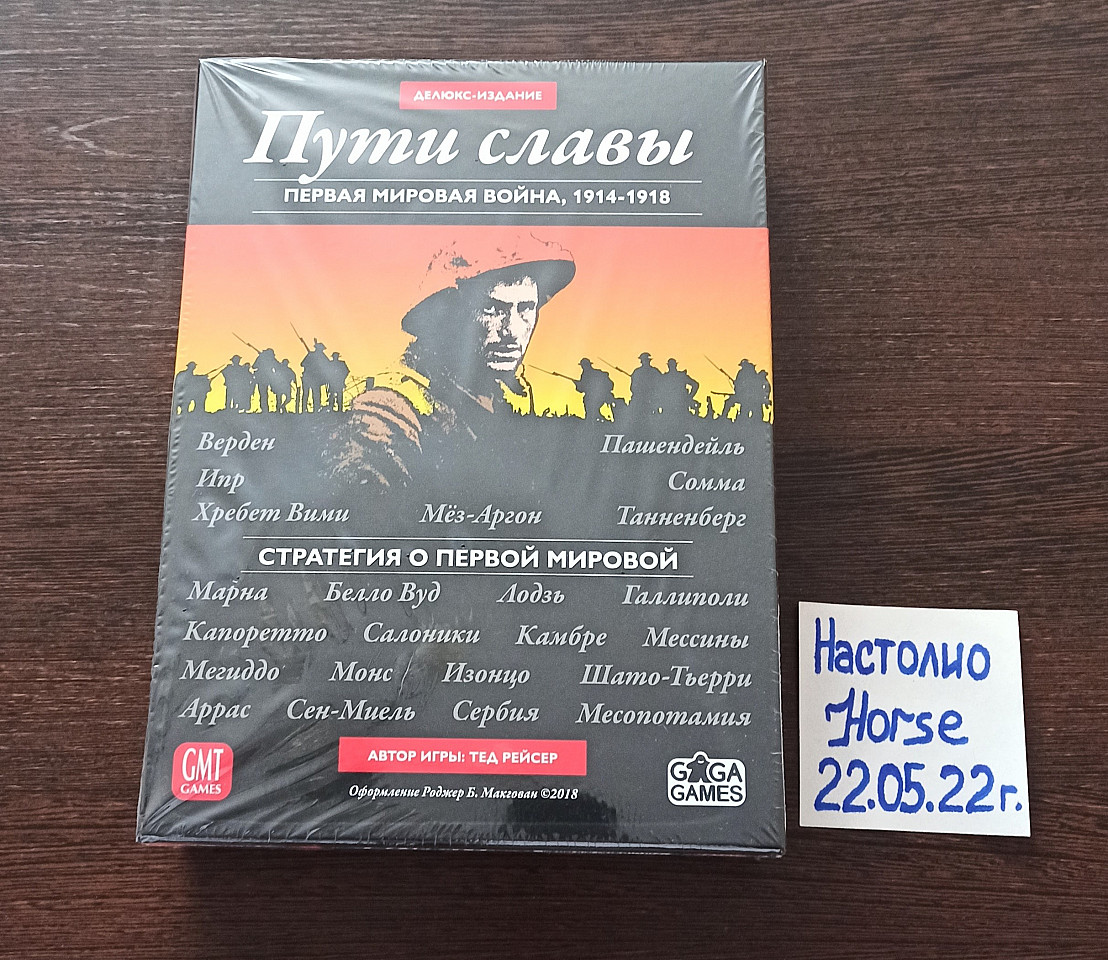 ДЕЛЮКС-ИЗДАНИЕ
Пути славы
ПЕРВАЯ МИРОВАЯ ВОЙНА, 1914-1918
Верден Пашендейль
Ипр Сомма
Хребет Вими Мёз-Аргон Танненберг
СТРАТЕГИЯ О ПЕРВОЙ МИРОВОЙ
Марна Белло Вуд Лодзь Галлиполи
Капоретто Салоники Камбре Мессины
Мегиддо Монс Изонцо Шато-Тьерри
Аррас Сен-Миель Сербия Месопотамия
GMT
GAMES
АВТОР ИГРЫ: ТЕД РЕЙСЕР
Оформление Роджер Б. Макгован ©2018
GAGA
GAMES
Настолио
Horse
22.05.22г.